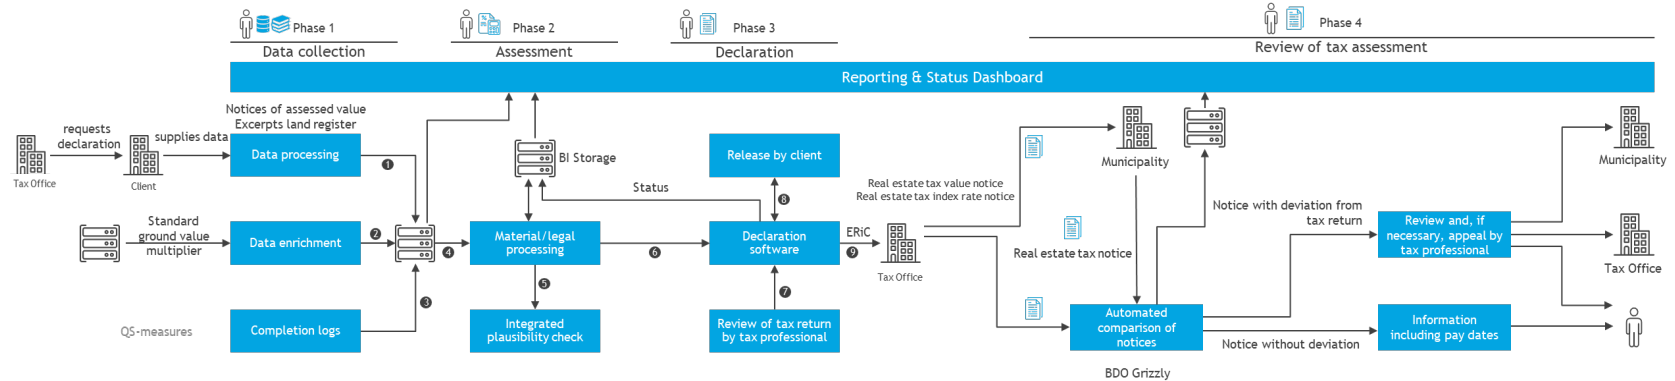 Phase 1
Data collection
Phase 2
Assessment
Phase 3
Declaration
Phase 4
Review of tax assessment
Reporting & Status Dashboard
Notices of assessed value
Excerpts land register
requests
declaration
supplies data
Tax Office
Client
Data processing
1
Standard
ground value
multiplier
Data enrichment
2
QS-measures
Completion logs
3
4
BI Storage
Material/legal
processing
5
Integrated
plausibility check
Status
6
Release by client
8
Declaration
software
7
Review of tax return
by tax professional
ERiC
9
Tax Office
Real estate tax value notice
Real estate tax index rate notice
Municipality
Real estate tax notice
Automated
comparison of
notices
BDO Grizzly
Notice with deviation from
tax return
Notice without deviation
Review and, if
necessary, appeal by
tax professional
Information
including pay dates
Municipality
Tax Office